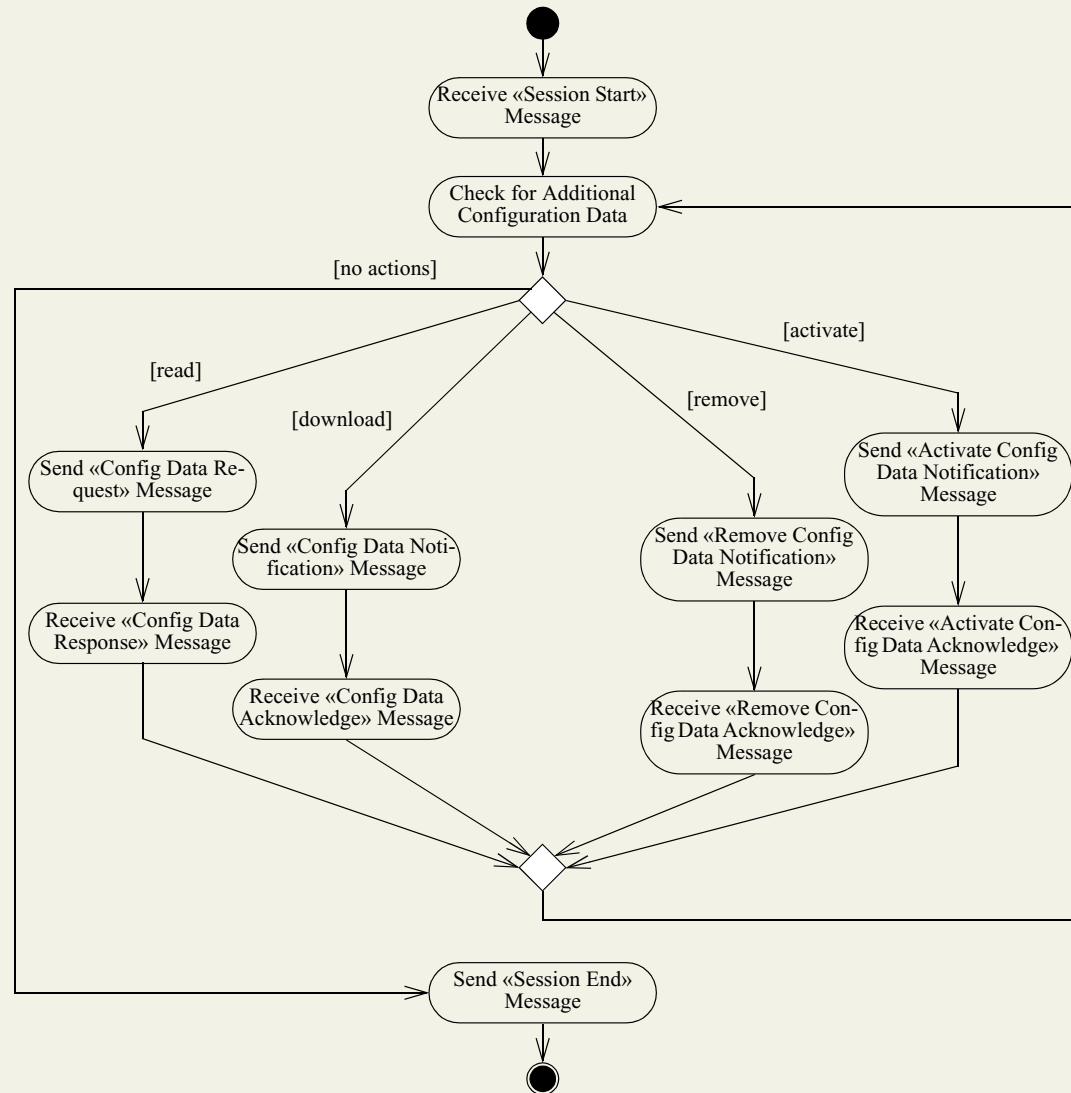 Receive «Session Start»
Message
Check for Additional
Configuration Data
[no actions]
[activate]
[read]
[remove]
[download]
Send «Config Data Re-
quest» Message
Send «Config Data Noti-
fication» Message
Send «Remove Config
Data Notification»
Message
Send «Activate Config
Data Notification»
Message
Receive «Config Data
Response» Message
Receive «Config Data
Acknowledge» Message
Receive «Remove Con-
fig Data Acknowledge»
Message
Receive «Activate Con-
fig Data Acknowledge»
Message
Send «Session End»
Message